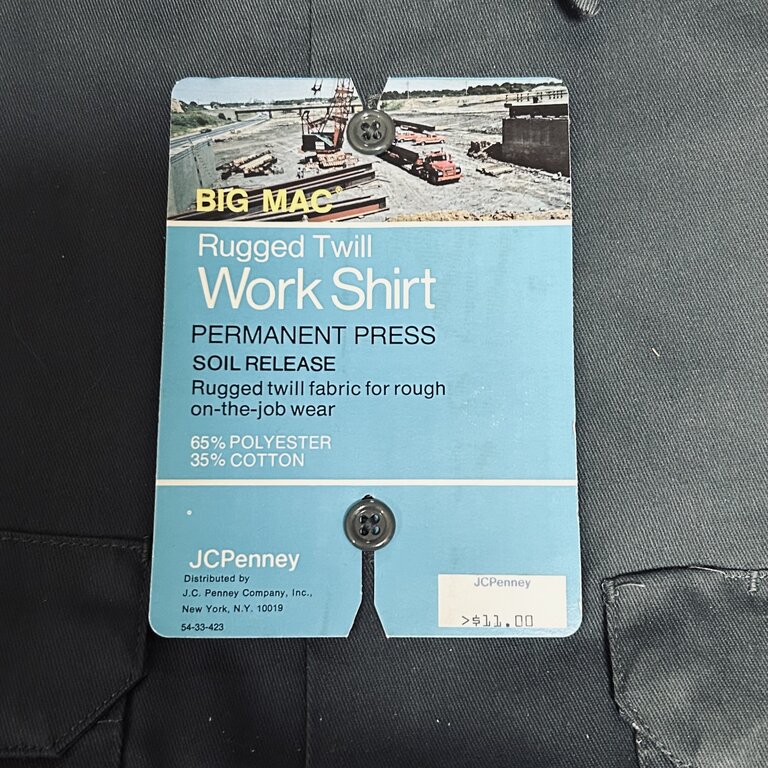 BIG MAC®
Rugged Twill
Work Shirt
PERMANENT PRESS
SOIL RELEASE
Rugged twill fabric for rough
on-the-job wear
65% POLYESTER
35% COTTON
JCPenney
Distributed by
J.C. Penney Company, Inc.,
New York, N.Y. 10019
54-33-423
JCPenney
>$11.00